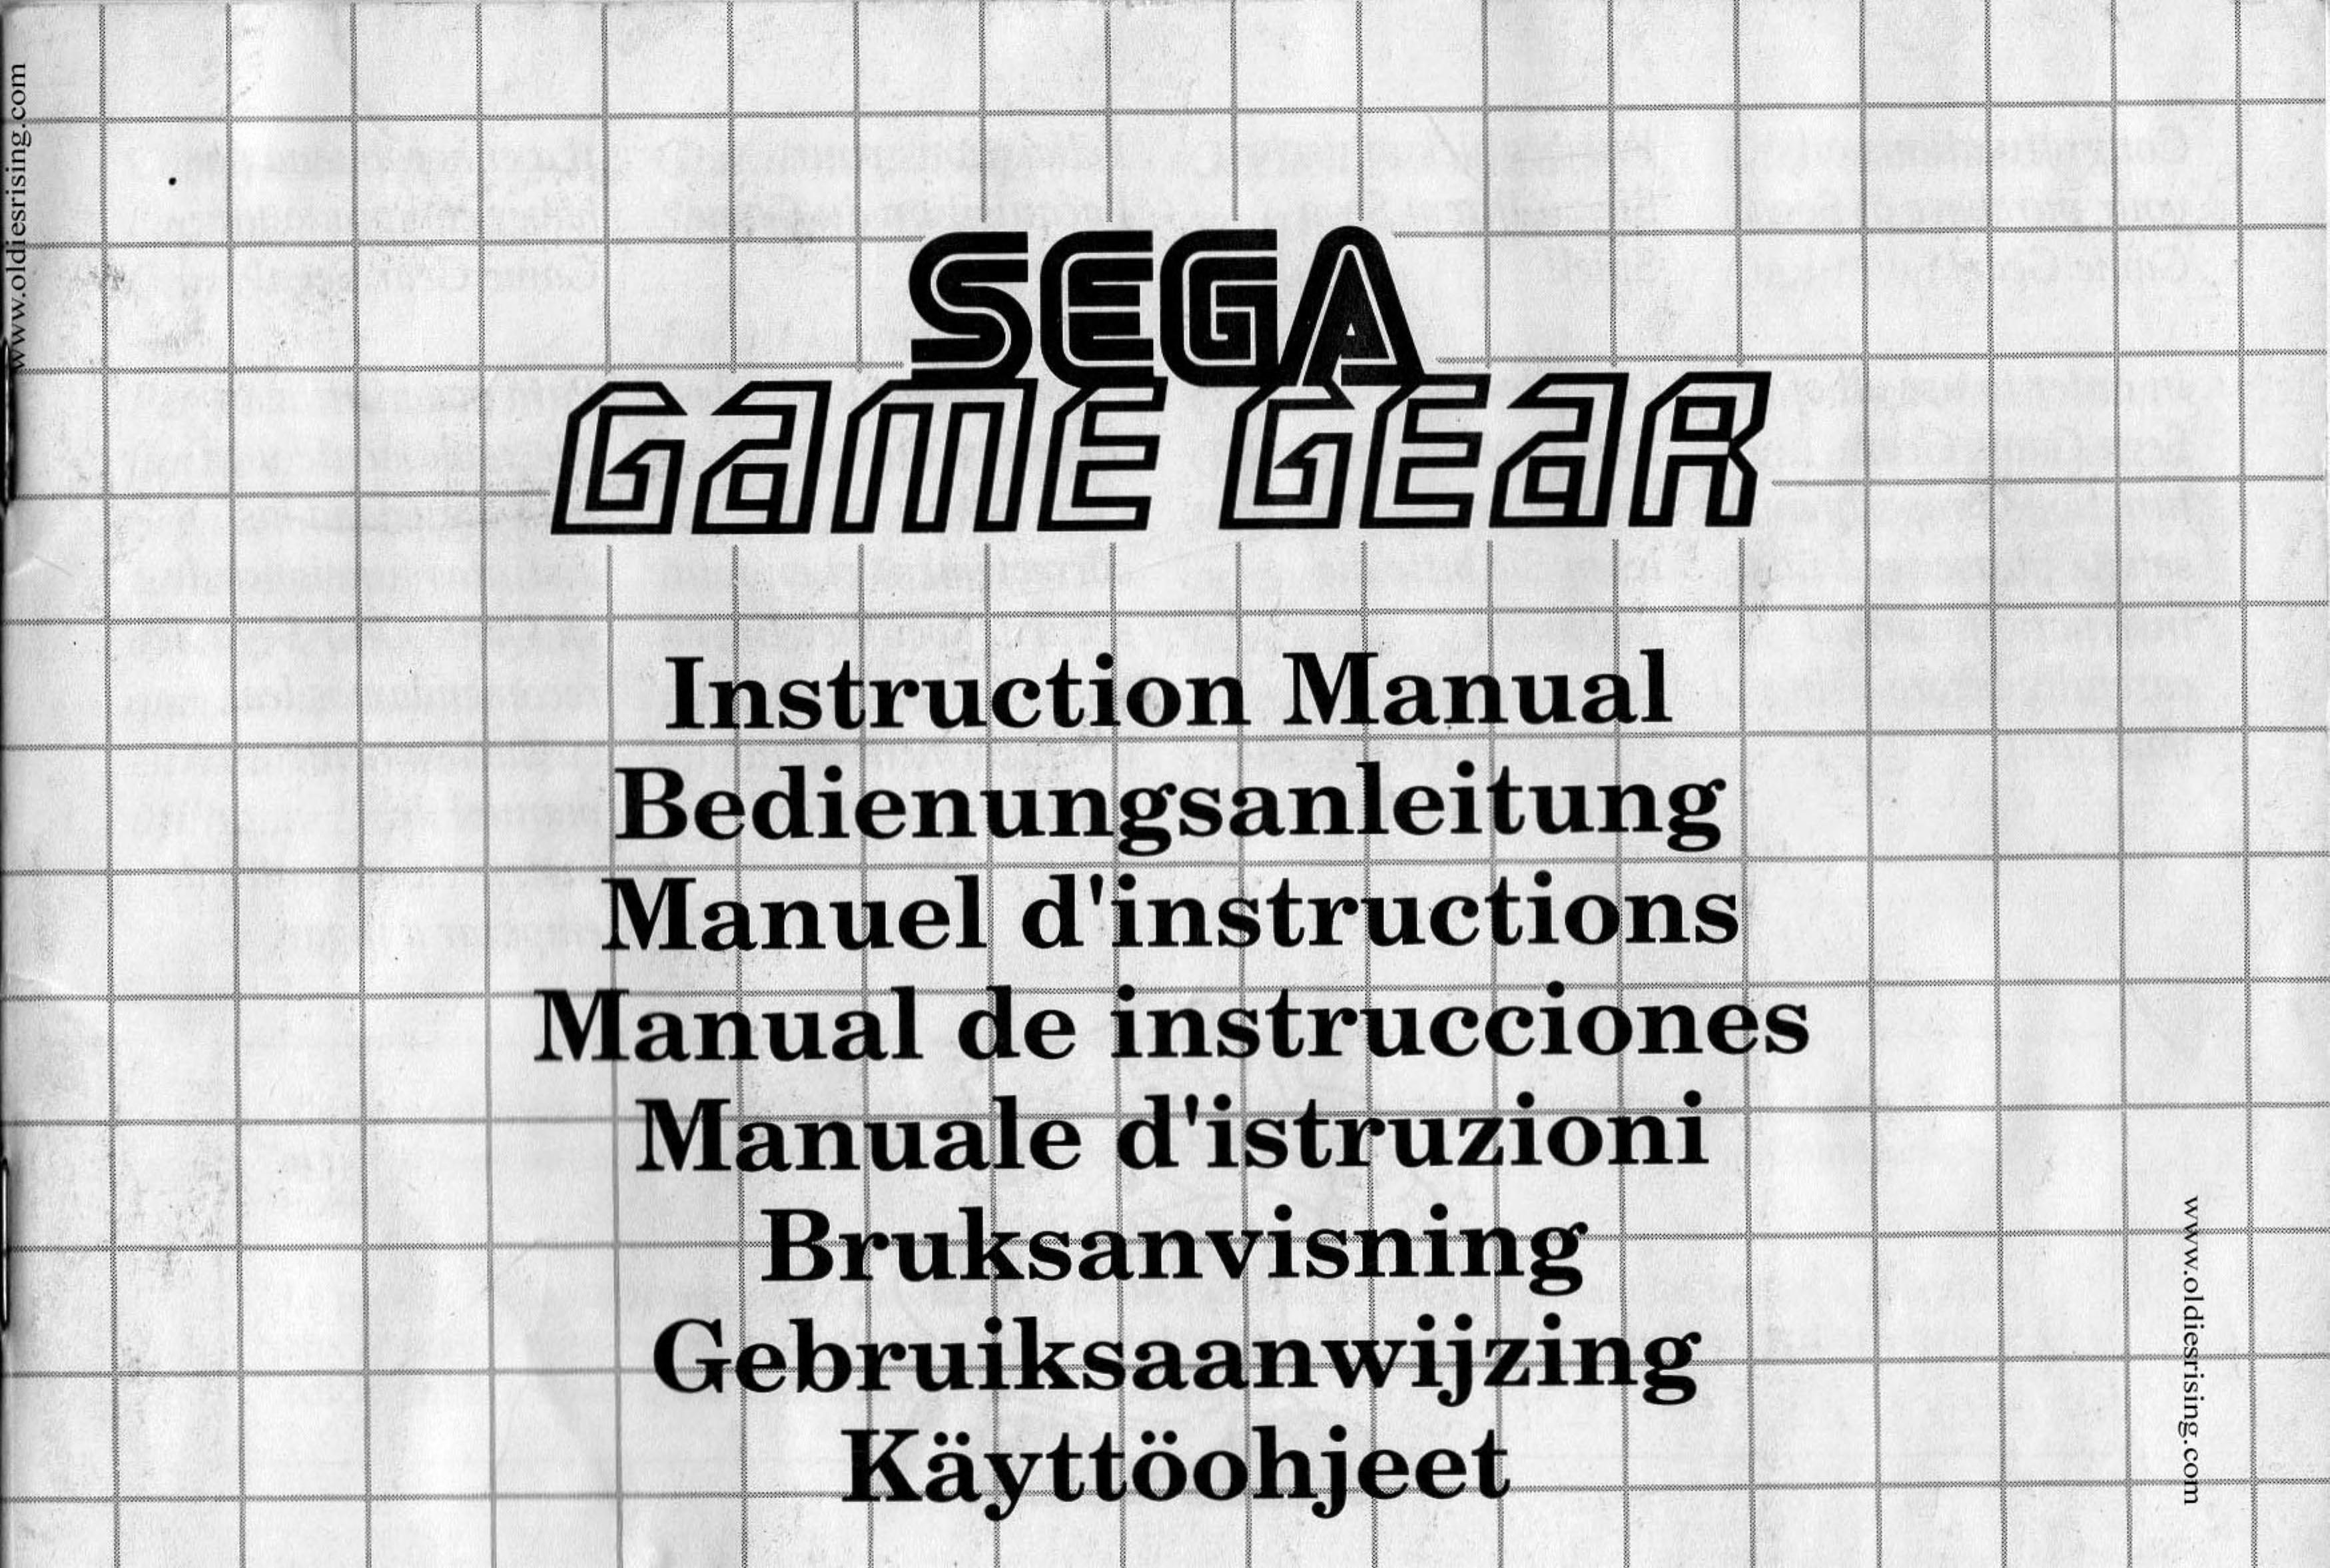 www.oldiesrising.com
SEGA
GAME GEAR
Instruction Manual
Bedienungsanleitung
Manuel d'instructions
Manual de instrucciones
Manuale d'istruzioni
Bruksanvisning
Gebruiksaanwijzing
Käyttöohjeet
www.oldiesrising.com